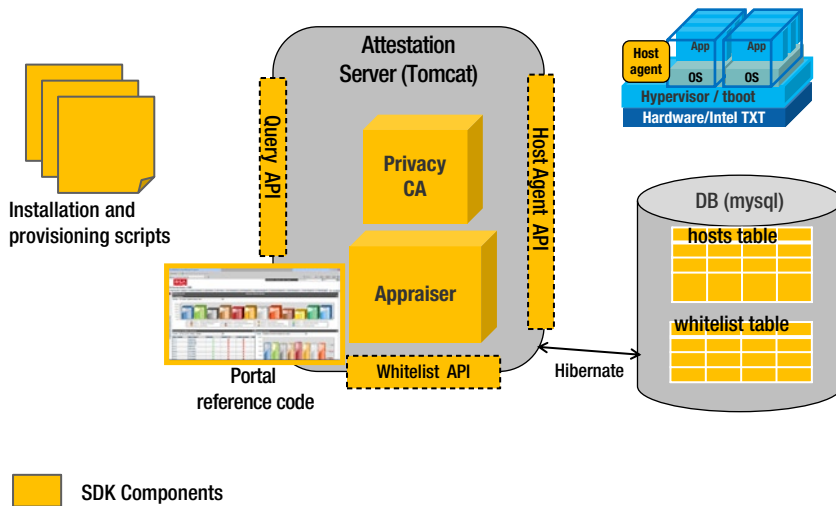 Attestation
Server (Tomcat)
Query API
Privacy
CA
Appraiser
Host Agent API
Whitelist API
Installation and
provisioning scripts
Portal
reference code
Host
agent
App
App
OS
OS
Hypervisor / tboot
Hardware/Intel TXT
DB (mysql)
hosts table
whitelist table
Hibernate
SDK Components